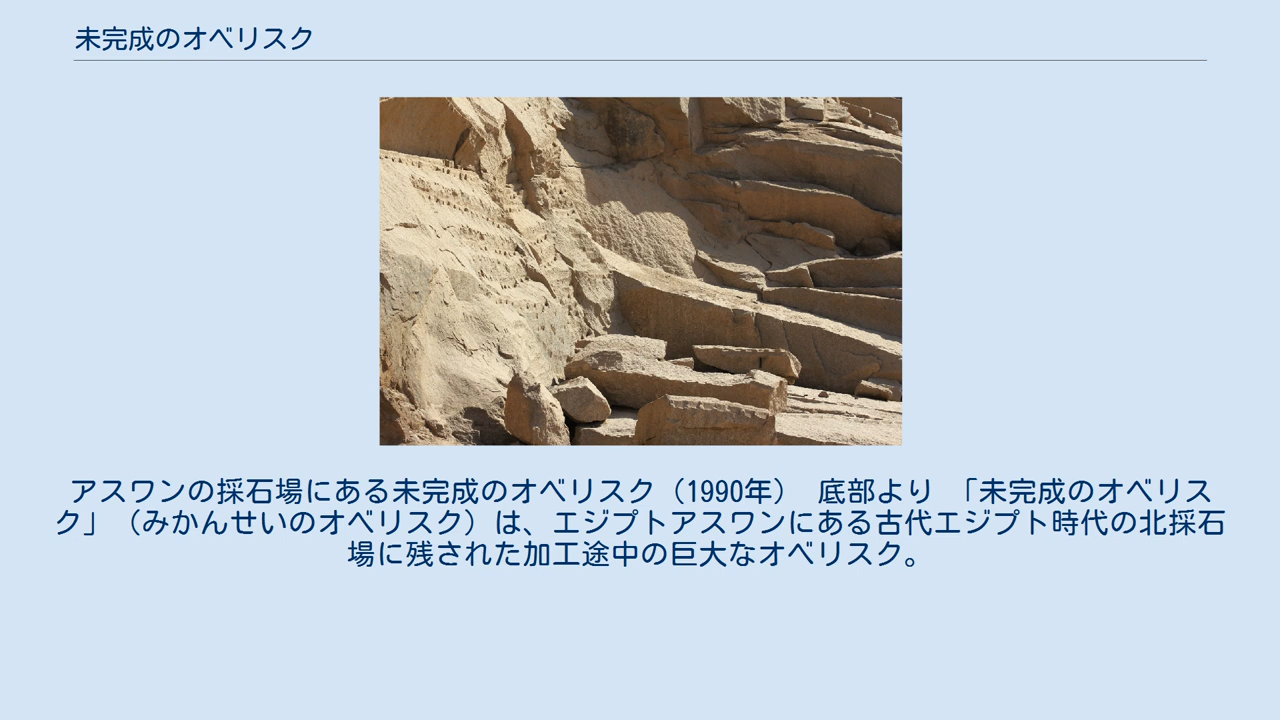 未完成のオベリスク
アスワンの採石場にある未完成のオベリスク（1990年） 底部より 「未完成のオベリス
ク」（みかんせいのオベリスク）は、エジプトアスワンにある古代エジプト時代の北採石
場に残された加工途中の巨大なオベリスク。